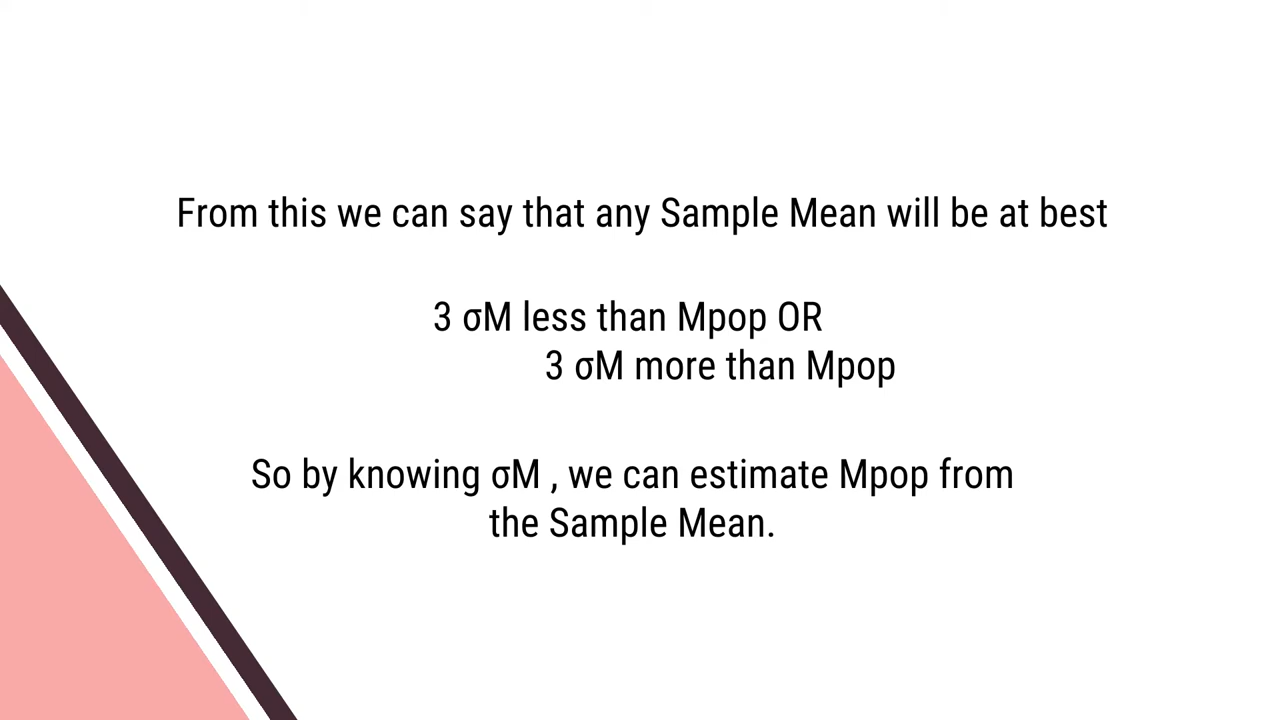 From this we can say that any Sample Mean will be at best
3 σM less than Mpop OR
3 σM more than Mpop
So by knowing σM , we can estimate Mpop from
the Sample Mean.